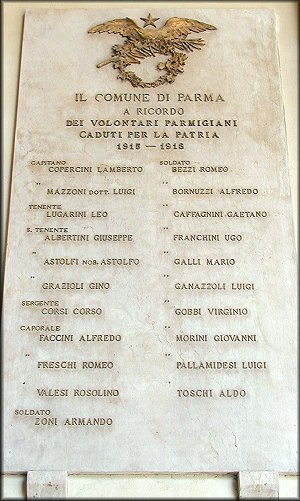 IL COMUNE DI PARMA
A RICORDO
DEI VOLONTARI PARMIGIANI
CADUTI PER LA PATRIA
1915 — 1918
CAPITANO
COPERCINI LAMBERTO
" MAZZONI DOTT. LUIGI
TENENTE
LUGARINI LEO
S. TENENTE
ALBERTINI GIUSEPPE
" ASTOLFI NOB. ASTOLFO
" GRAZIOLI GINO
SERGENTE
CORSI CORSO
CAPORALE
FACCINI ALFREDO
" FRESCHI ROMEO
VALESI ROSOLINO
SOLDATO
ZONI ARMANDO
SOLDATO
BEZZI ROMEO
" BORNUZZI ALFREDO
" CAFFAGNINI GAETANO
" FRANCHINI UGO
" GALLI MARIO
" GANAZZOLI LUIGI
" GOBBI VIRGINIO
" MORINI GIOVANNI
" PALLAMIDESI LUIGI
TOSCHI ALDO